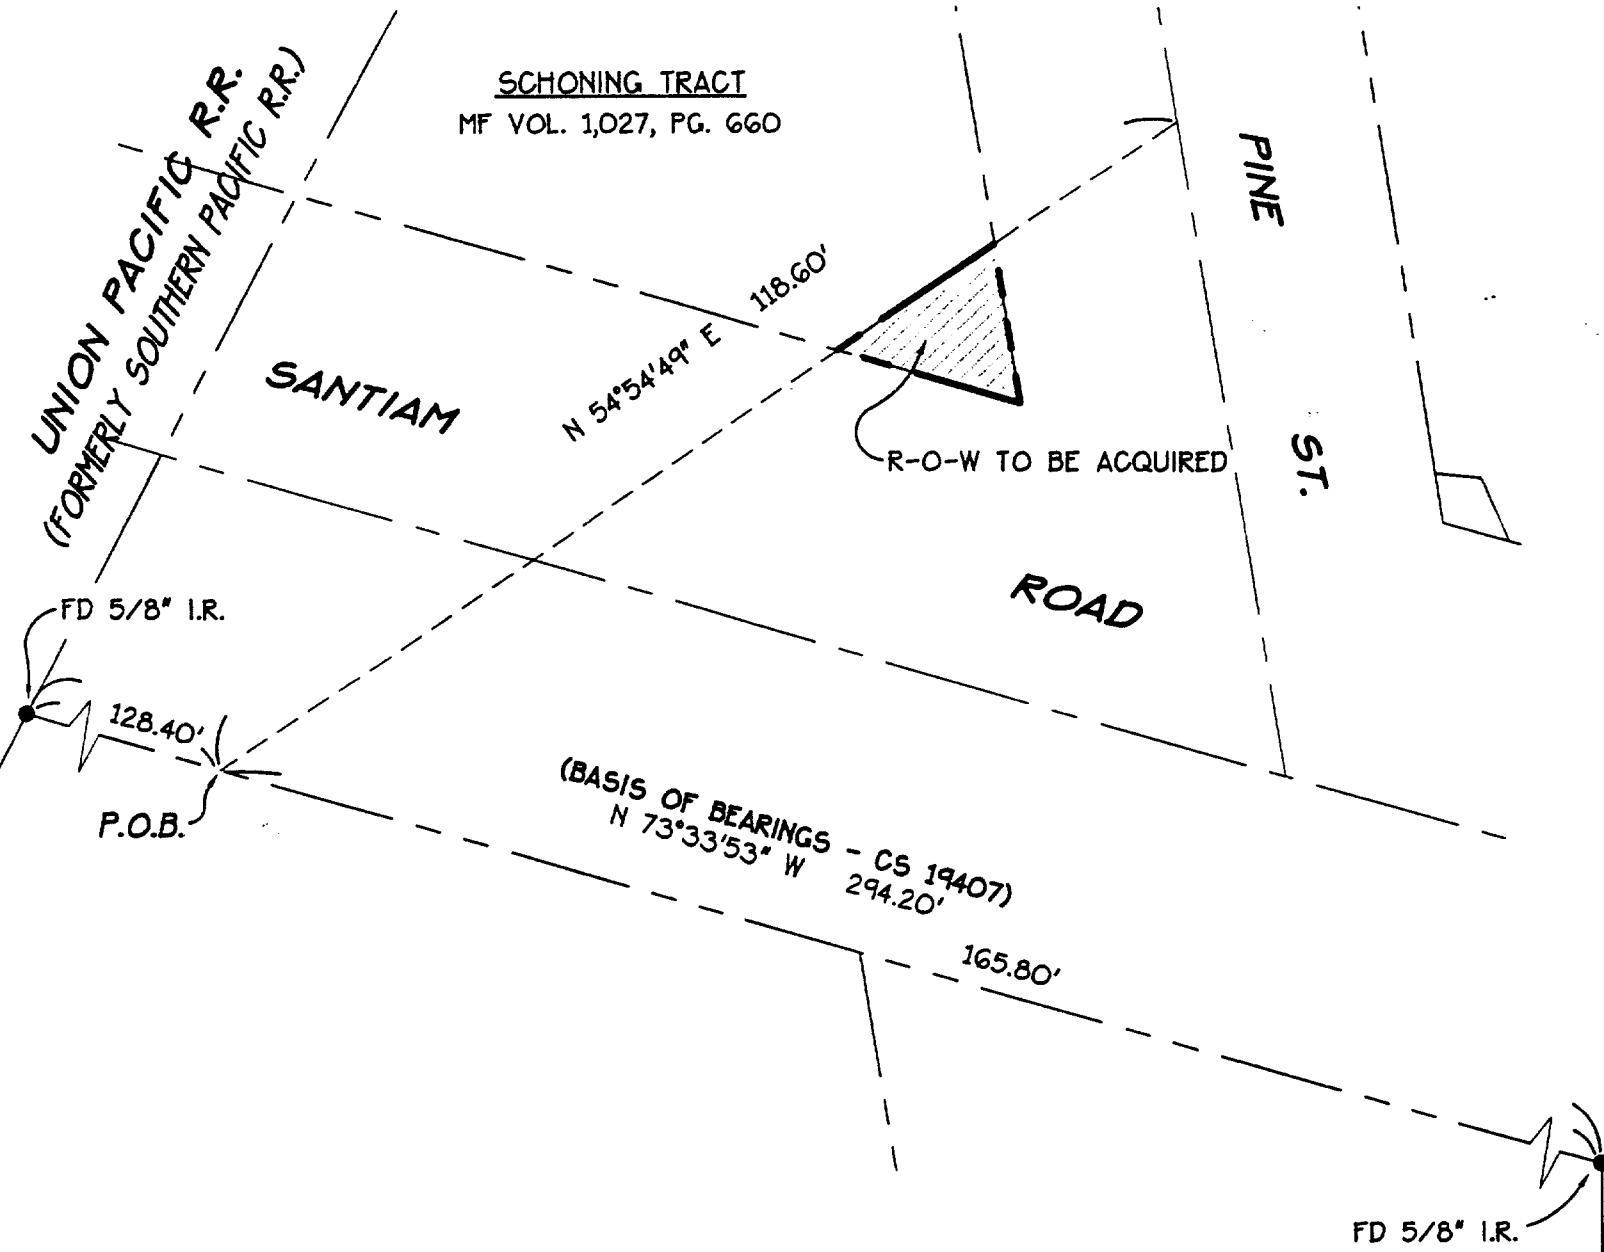 SCHONING TRACT
MF VOL. 1,027, PG. 660
UNION PACIFIC R.R.
(FORMERLY SOUTHERN PACIFIC R.R.)
PINE
ST.
118.60'
N 54°54'49" E
SANTIAM
R-O-W TO BE ACQUIRED
ROAD
FD 5/8" I.R.
128.40'
P.O.B.
(BASIS OF BEARINGS - CS 19407)
N 73°33'53" W 294.20'
165.80'
FD 5/8" I.R.